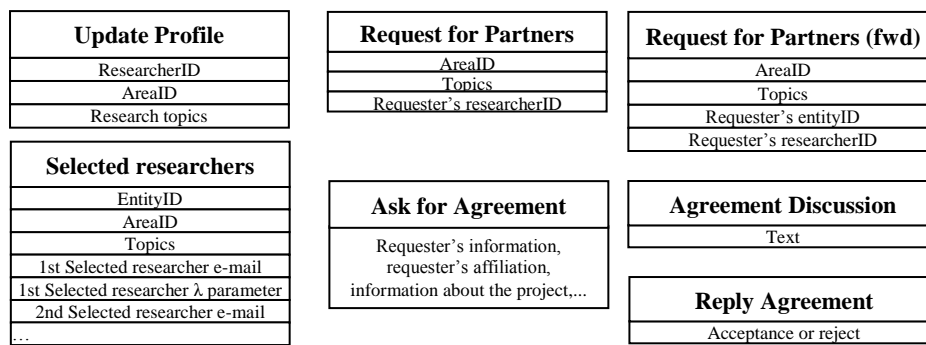 Update Profile
ResearcherID
AreaID
Research topics
Request for Partners
AreaID
Topics
Requester's researcherID
Request for Partners (fwd)
AreaID
Topics
Requester's entityID
Requester's researcherID
Selected researchers
EntityID
AreaID
Topics
1st Selected researcher e-mail
1st Selected researcher λ parameter
2nd Selected researcher e-mail
…
Ask for Agreement
Requester's information,
requester's affiliation,
information about the project,...
Agreement Discussion
Text
Reply Agreement
Acceptance or reject